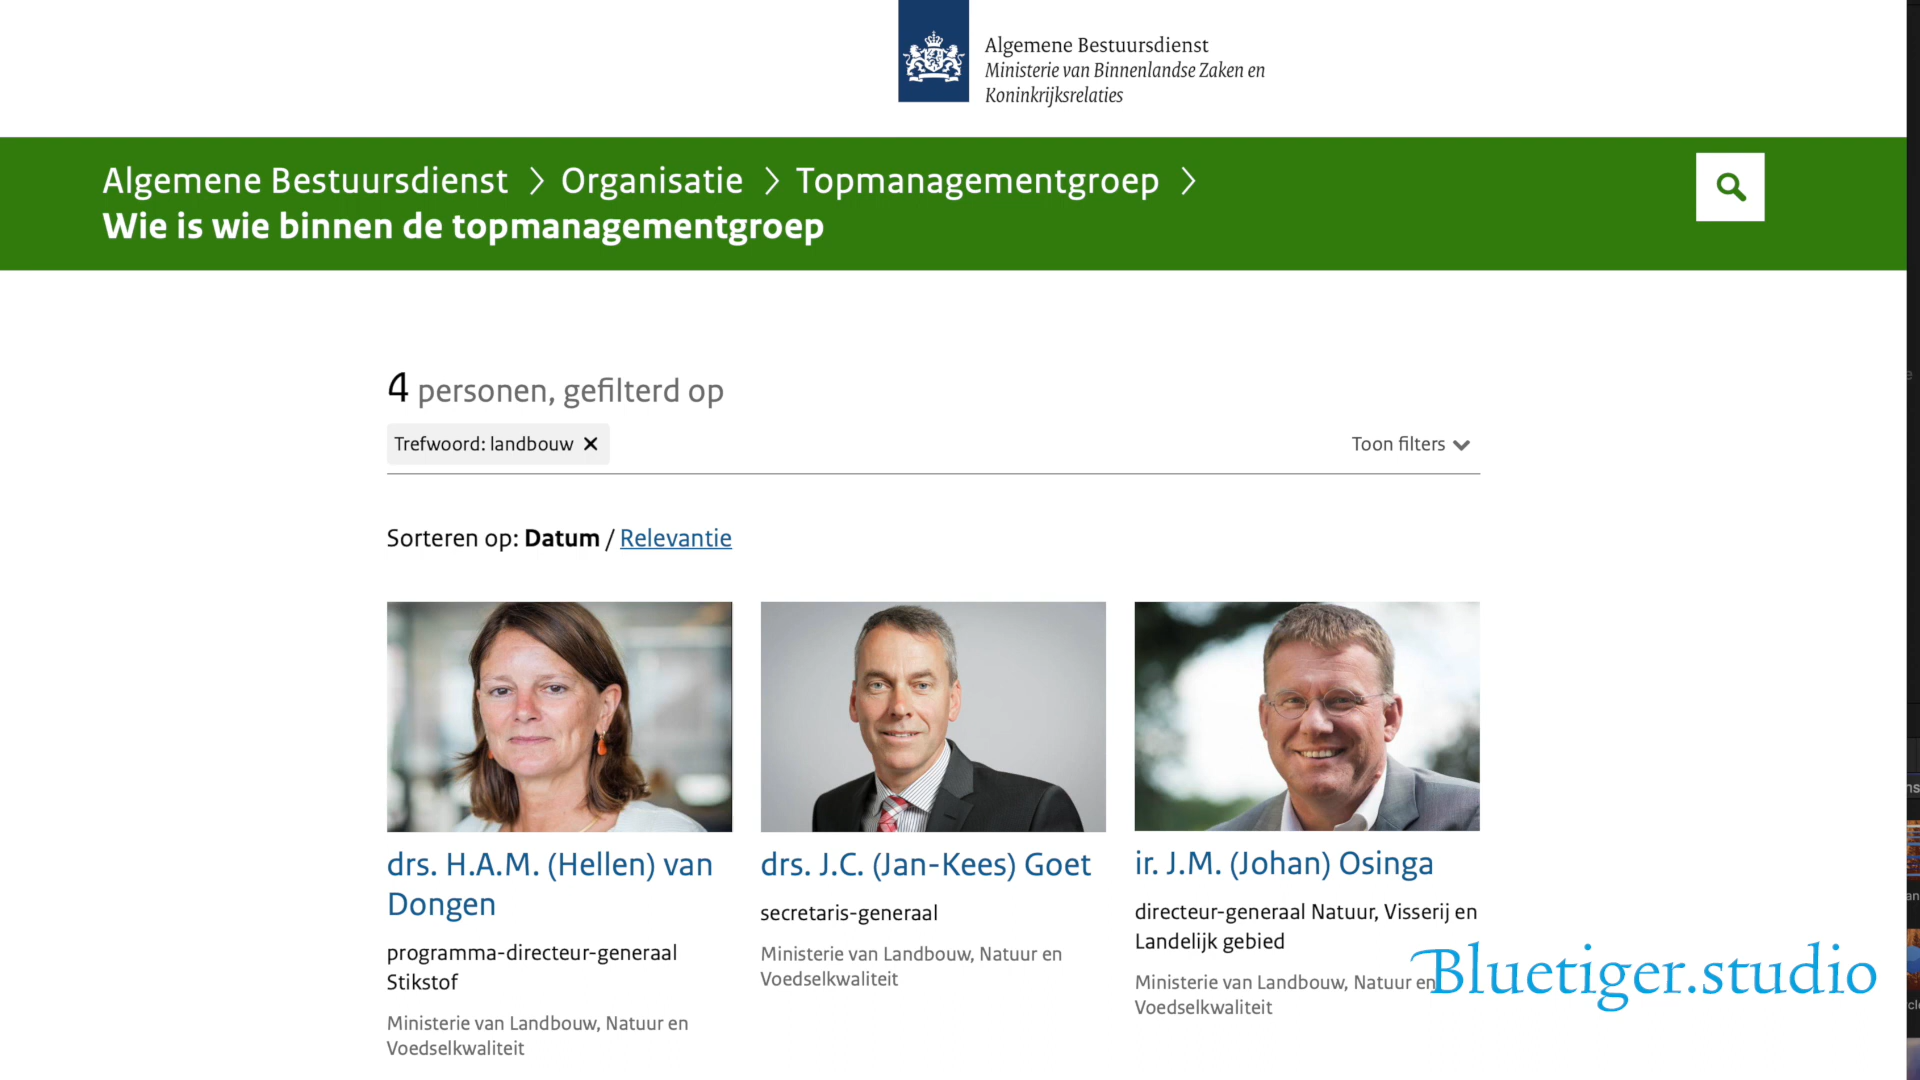 Algemene Bestuursdienst
Ministerie van Binnenlandse Zaken en
Koninkrijksrelaties
Algemene Bestuursdienst > Organisatie > Topmanagementgroep >
Wie is wie binnen de topmanagementgroep
4 personen, gefilterd op
Trefwoord: landbouw ✕
Toon filters
Sorteren op: Datum / Relevantie
drs. H.A.M. (Hellen) van
Dongen
programma-directeur-generaal
Stikstof
Ministerie van Landbouw, Natuur en
Voedselkwaliteit
drs. J.C. (Jan-Kees) Goet
secretaris-generaal
Ministerie van Landbouw, Natuur en
Voedselkwaliteit
ir. J.M. (Johan) Osinga
directeur-generaal Natuur, Visserij en
Landelijk gebied
Ministerie van Landbouw, Natuur en
Voedselkwaliteit
Bluetiger.studio